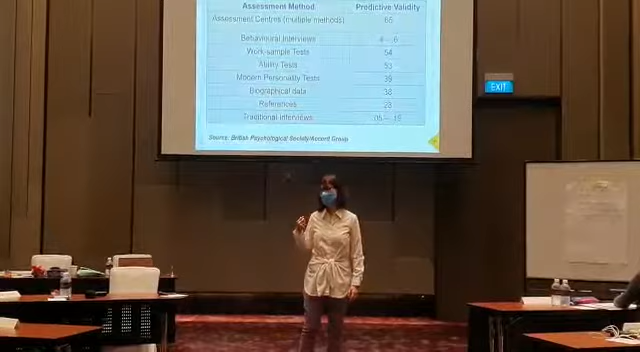 Assessment Method Predictive Validity
Assessment Centres (multiple methods) 65
Behavioural Interviews
Work-sample Tests 54
Ability Tests 53
Modern Personality Tests 39
Biographical data 38
References 23
Traditional Interviews
Source: British Psychological Society/Accord Group
EXIT